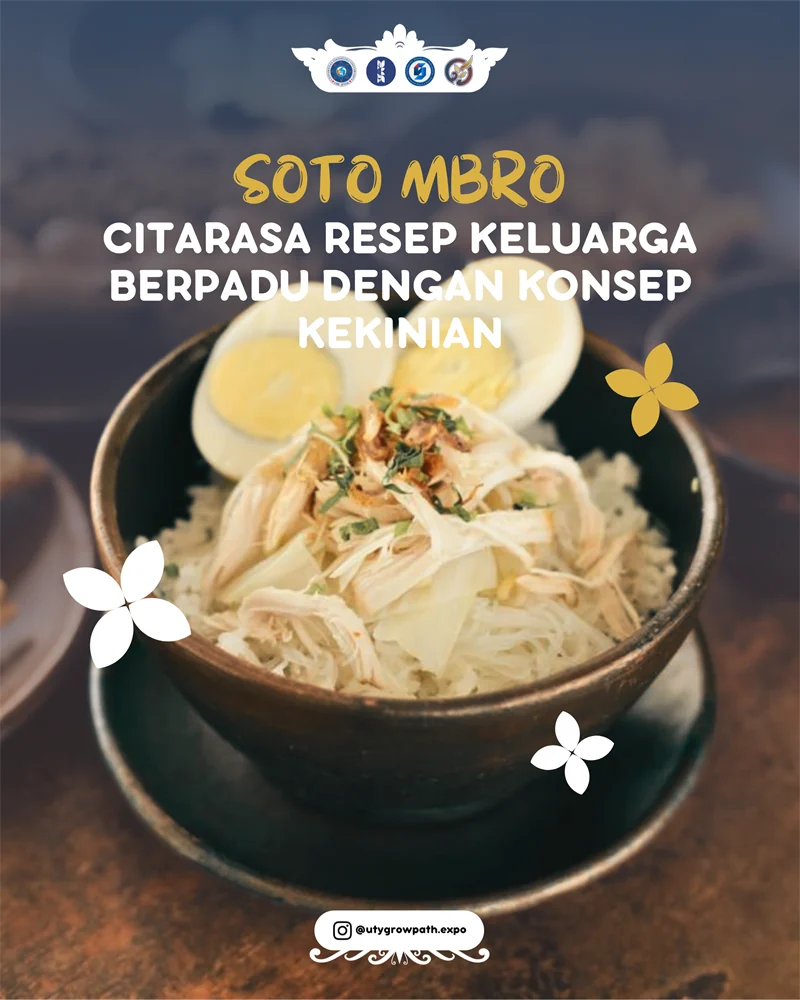 SOTO MBRO
CITARASA RESEP KELUARGA
BERPADU DENGAN KONSEP
KEKINIAN
@utygrowpath.expo